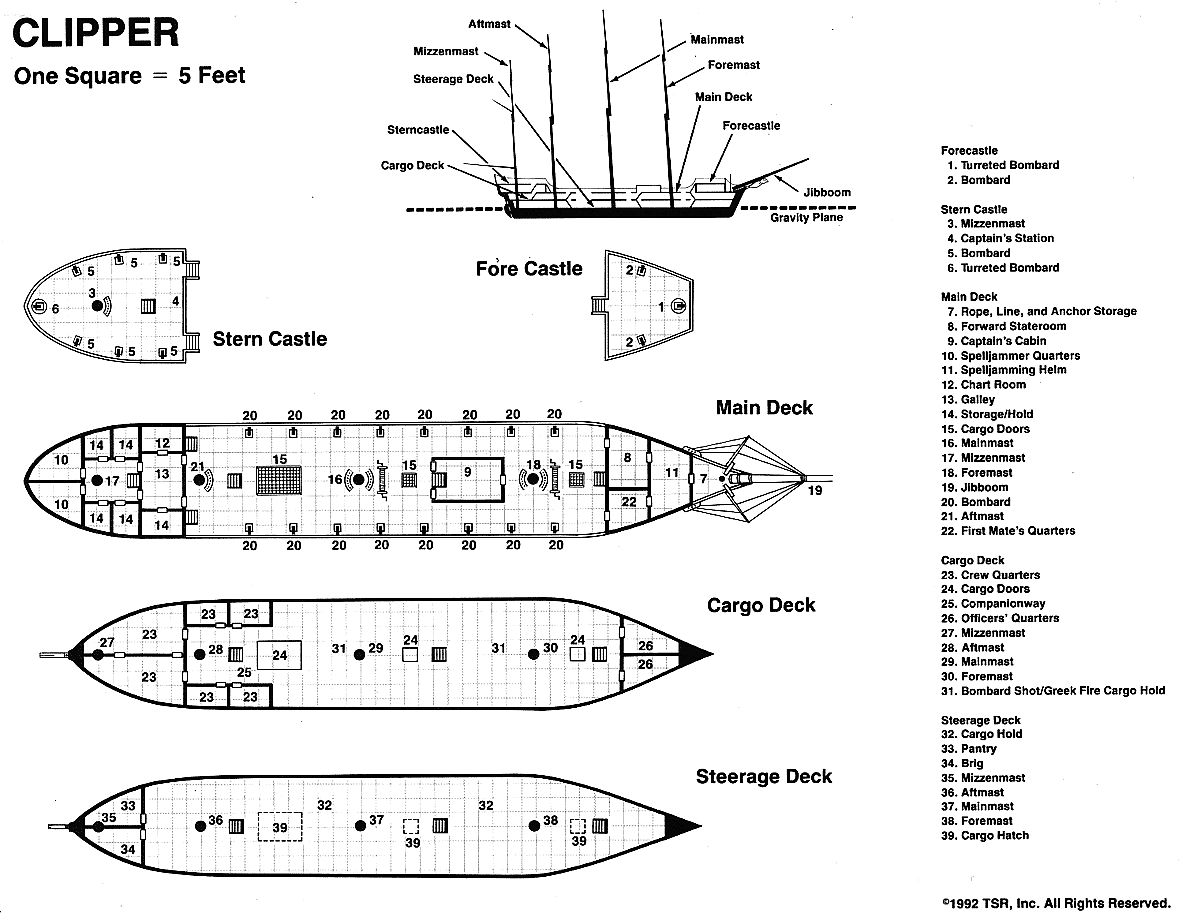 CLIPPER
One Square = 5 Feet
Aftmast
Mizzenmast
Steerage Deck
Mainmast
Foremast
Main Deck
Forecastle
Sterncastle
Cargo Deck
Jibboom
Gravity Plane
Stern Castle
5 5 5
3 4
6
5 5 5
Fore Castle
2
1
2
Main Deck
20 20 20 20 20 20 20 20
14 14 12
10
17 13 21 15 16 15 9 18 15 8 11 7 19
10
14 14 14
22
20 20 20 20 20 20 20 20
Cargo Deck
23 23
23
27 28 24 31 29 24 31 30 24 26
26
23 25
23 23
Steerage Deck
33 32 32
35 36 39 37 39 38 39
34
Forecastle
1. Turreted Bombard
2. Bombard
Stern Castle
3. Mizzenmast
4. Captain's Station
5. Bombard
6. Turreted Bombard
Main Deck
7. Rope, Line, and Anchor Storage
8. Forward Stateroom
9. Captain's Cabin
10. Spelljammer Quarters
11. Spelljamming Helm
12. Chart Room
13. Galley
14. Storage/Hold
15. Cargo Doors
16. Mainmast
17. Mizzenmast
18. Foremast
19. Jibboom
20. Bombard
21. Aftmast
22. First Mate's Quarters
Cargo Deck
23. Crew Quarters
24. Cargo Doors
25. Companionway
26. Officers' Quarters
27. Mizzenmast
28. Aftmast
29. Mainmast
30. Foremast
31. Bombard Shot/Greek Fire Cargo Hold
Steerage Deck
32. Cargo Hold
33. Pantry
34. Brig
35. Mizzenmast
36. Aftmast
37. Mainmast
38. Foremast
39. Cargo Hatch
©1992 TSR, Inc. All Rights Reserved.